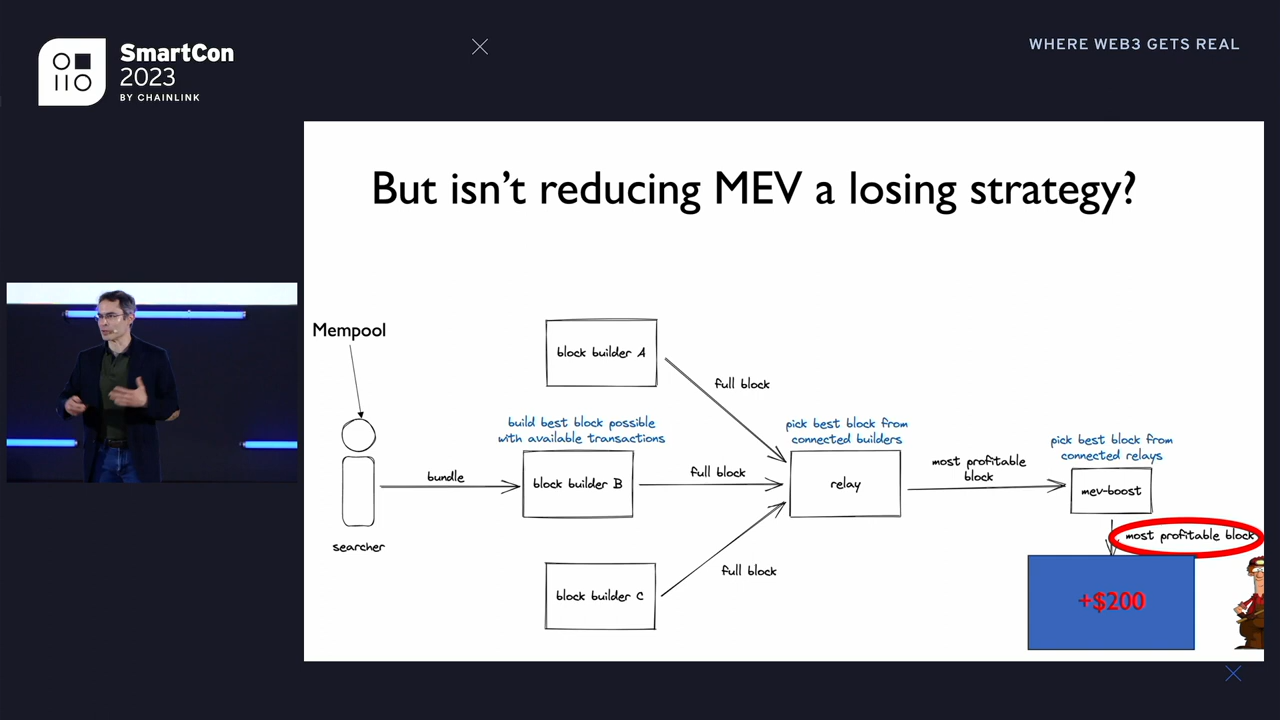 SmartCon
2023
BY CHAINLINK
WHERE WEB3 GETS REAL
But isn't reducing MEV a losing strategy?
Mempool
searcher
bundle
block builder A
build best block possible
with available transactions
block builder B
block builder C
full block
full block
full block
pick best block from
connected builders
relay
most profitable
block
pick best block from
connected relays
mev-boost
most profitable block
+$200